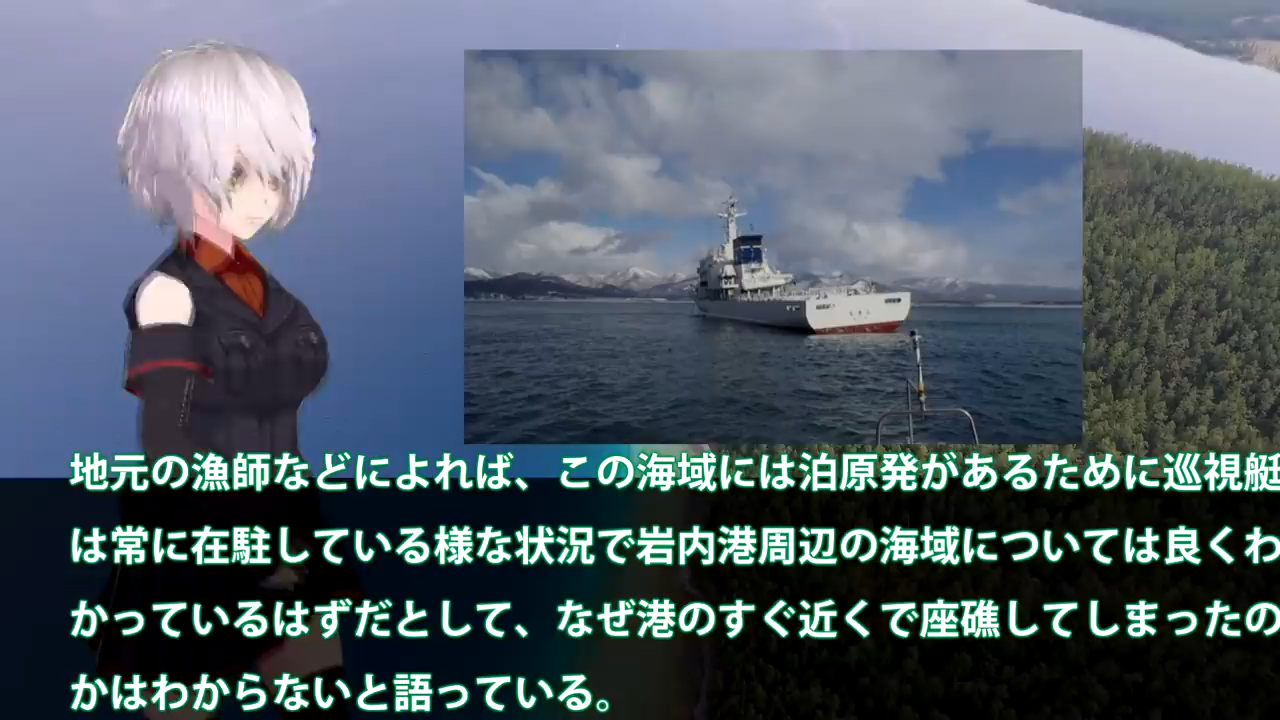 地元の漁師などによれば、この海域には泊原発があるために巡視艇
は常に在駐している様な状況で岩内港周辺の海域については良くわ
かっているはずだとして、なぜ港のすぐ近くで座礁してしまったの
かはわからないと語っている。